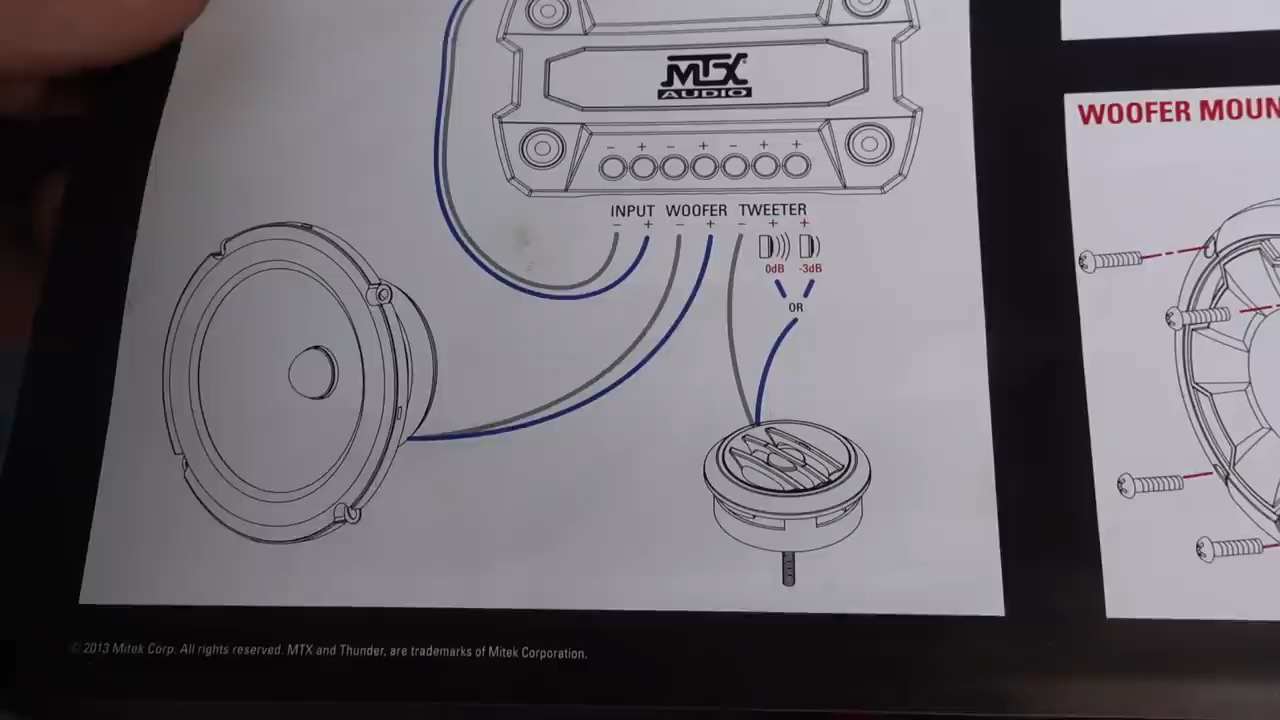 MTX
AUDIO
- + - + - + +
INPUT WOOFER TWEETER
- + - + - + +
0dB -3dB
OR
WOOFER MOUN
© 2013 Mitek Corp. All rights reserved. MTX and Thunder, are trademarks of Mitek Corporation.